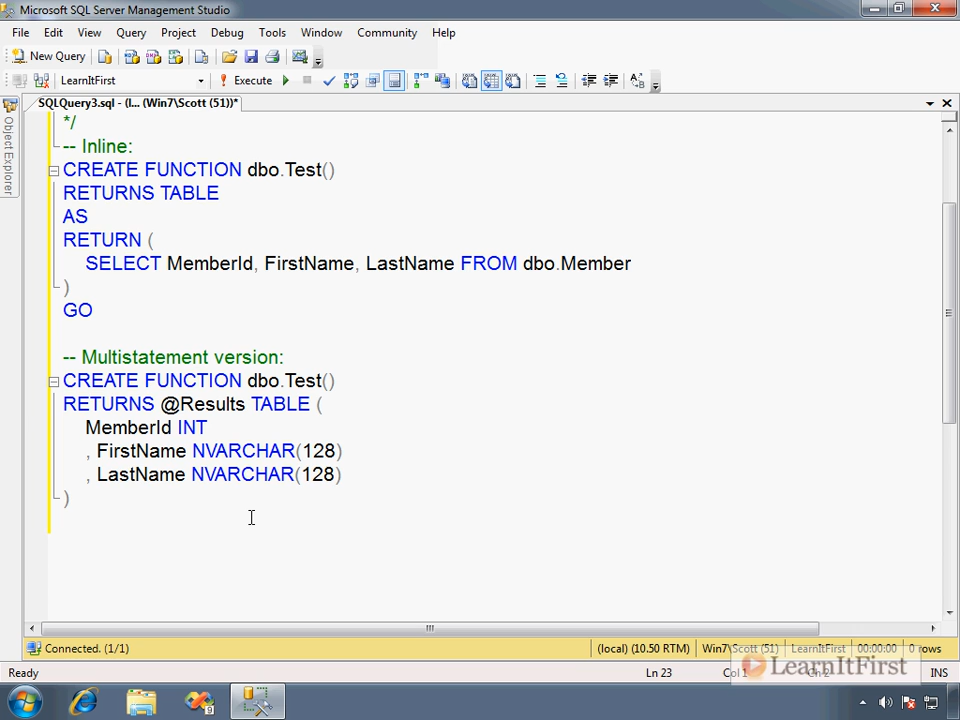 Microsoft SQL Server Management Studio
File Edit View Query Project Debug Tools Window Community Help
New Query
LearnItFirst Execute
SQLQuery3.sql - (l... (Win7\Scott (51))*
Object Explorer
*/
-- Inline:
CREATE FUNCTION dbo.Test()
RETURNS TABLE
AS
RETURN (
SELECT MemberId, FirstName, LastName FROM dbo.Member
)
GO
-- Multistatement version:
CREATE FUNCTION dbo.Test()
RETURNS @Results TABLE (
MemberId INT
, FirstName NVARCHAR(128)
, LastName NVARCHAR(128)
)
Connected. (1/1) (local) (10.50 RTM) Win7\Scott (51) LearnItFirst 00:00:00 0 rows
Ready Ln 23 Col 1 Ch 2 INS
LearnItFirst